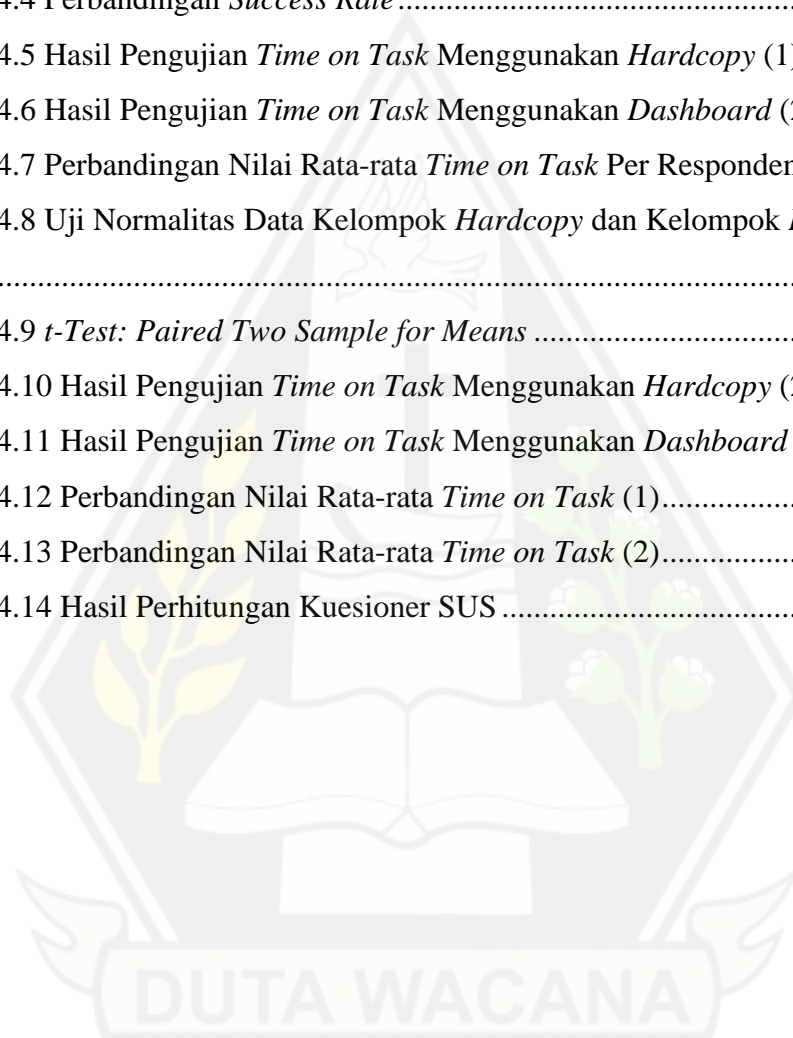 4.4 Perbandingan Success Rate ..........................................................
4.5 Hasil Pengujian Time on Task Menggunakan Hardcopy (1)
4.6 Hasil Pengujian Time on Task Menggunakan Dashboard (
4.7 Perbandingan Nilai Rata-rata Time on Task Per Responden
4.8 Uji Normalitas Data Kelompok Hardcopy dan Kelompok
....................................................................................................
4.9 t-Test: Paired Two Sample for Means ....................................
4.10 Hasil Pengujian Time on Task Menggunakan Hardcopy (
4.11 Hasil Pengujian Time on Task Menggunakan Dashboard
4.12 Perbandingan Nilai Rata-rata Time on Task (1)..................
4.13 Perbandingan Nilai Rata-rata Time on Task (2)..................
4.14 Hasil Perhitungan Kuesioner SUS ........................................
DUTA WACANA